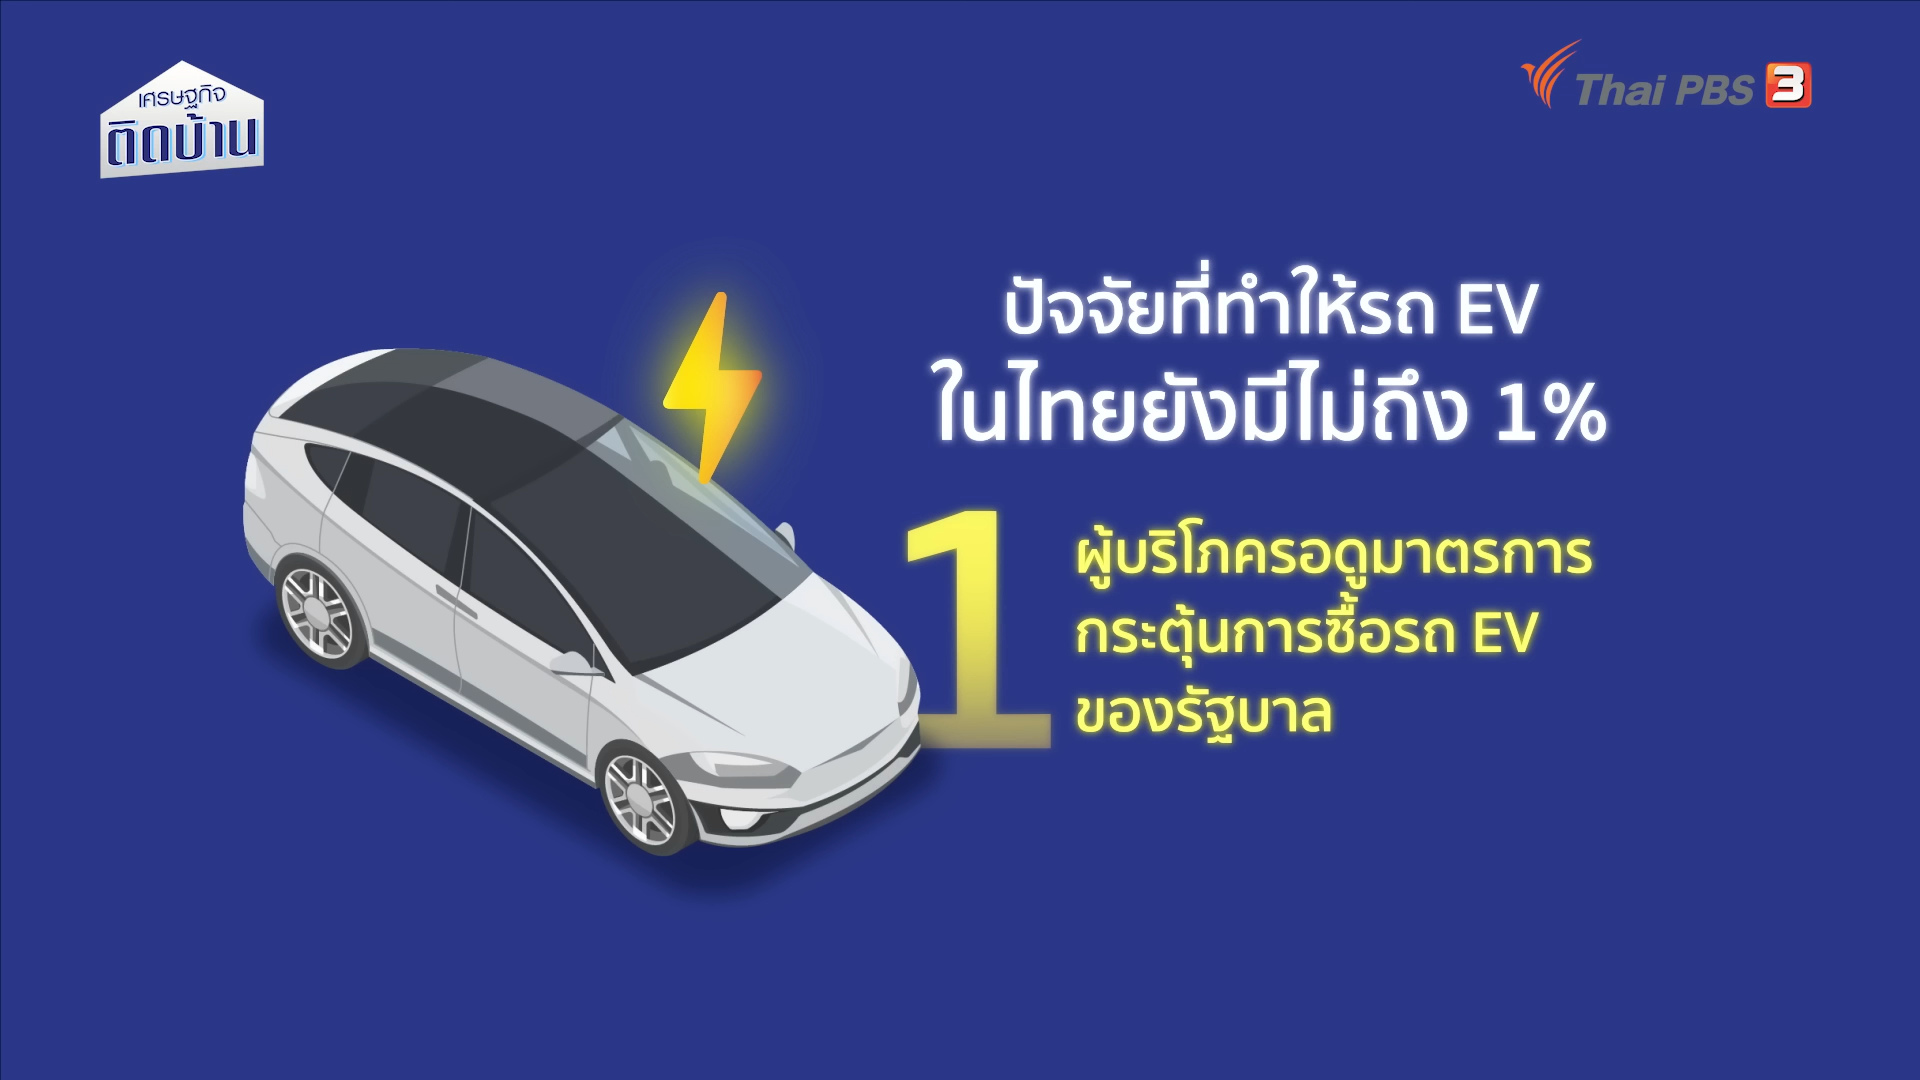 เศรษฐกิจ
ติดบ้าน
Thai PBS 3
ปัจจัยที่ทำให้รถ EV
ในไทยยังมีไม่ถึง 1%
1
ผู้บริโภครอดูมาตรการ
กระตุ้นการซื้อรถ EV
ของรัฐบาล